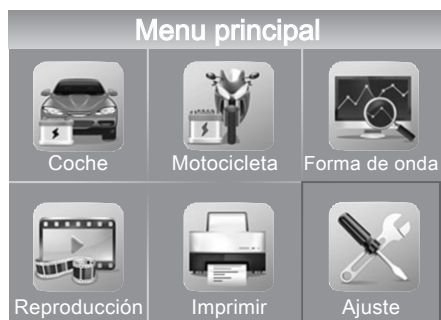 Menu principal
Coche Motocicleta Forma de onda
Reproducción Imprimir Ajuste